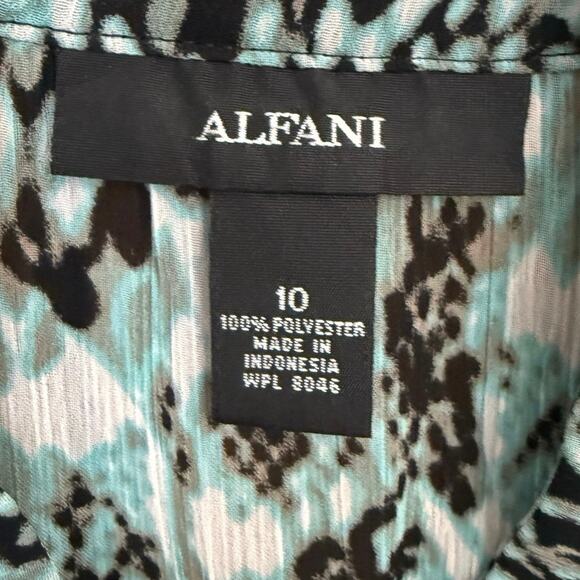 ALFANI
10
100% POLYESTER
MADE IN
INDONESIA
WPL 8046